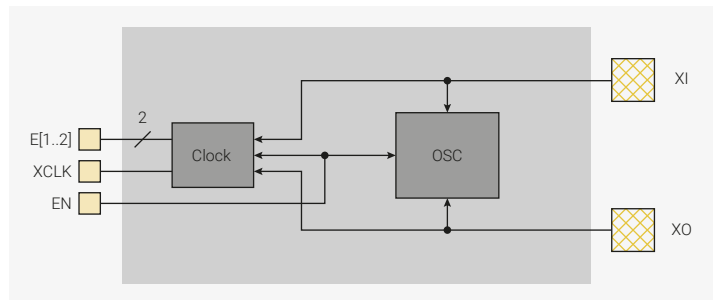 XI
2
E[1..2]
Clock
OSC
XCLK
EN
XO